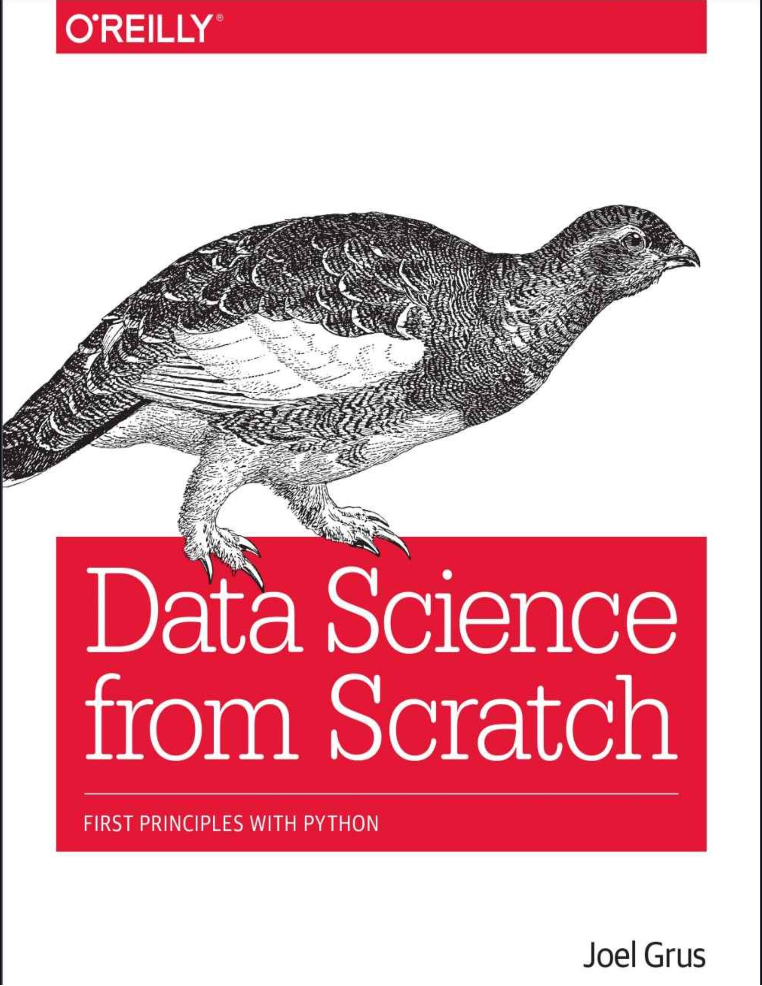 O'REILLY®
Data Science
from Scratch
FIRST PRINCIPLES WITH PYTHON
Joel Grus